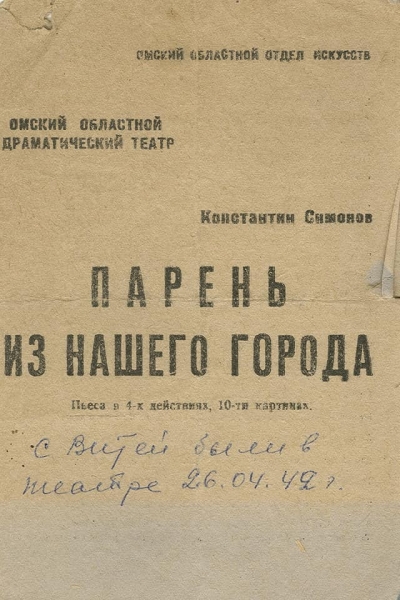 ОМСКИЙ ОБЛАСТНОЙ ОТДЕЛ ИСКУССТВ
ОМСКИЙ ОБЛАСТНОЙ
ДРАМАТИЧЕСКИЙ ТЕАТР
Константин Симонов
ПАРЕНЬ
ИЗ НАШЕГО ГОРОДА
Пьеса в 4-х действиях, 10-ти картинах.
с Витей были в
театре 26.04.42 г.